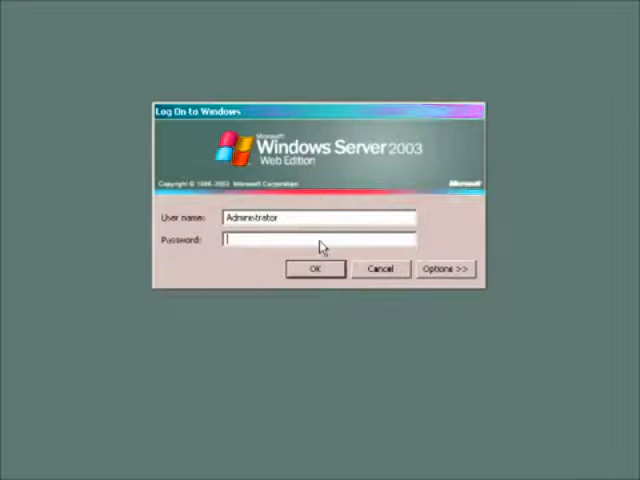 Log On to Windows
Microsoft
Windows Server 2003
Web Edition
Copyright © 1985-2003 Microsoft Corporation
Microsoft
User name: Administrator
Password:
OK Cancel Options >>